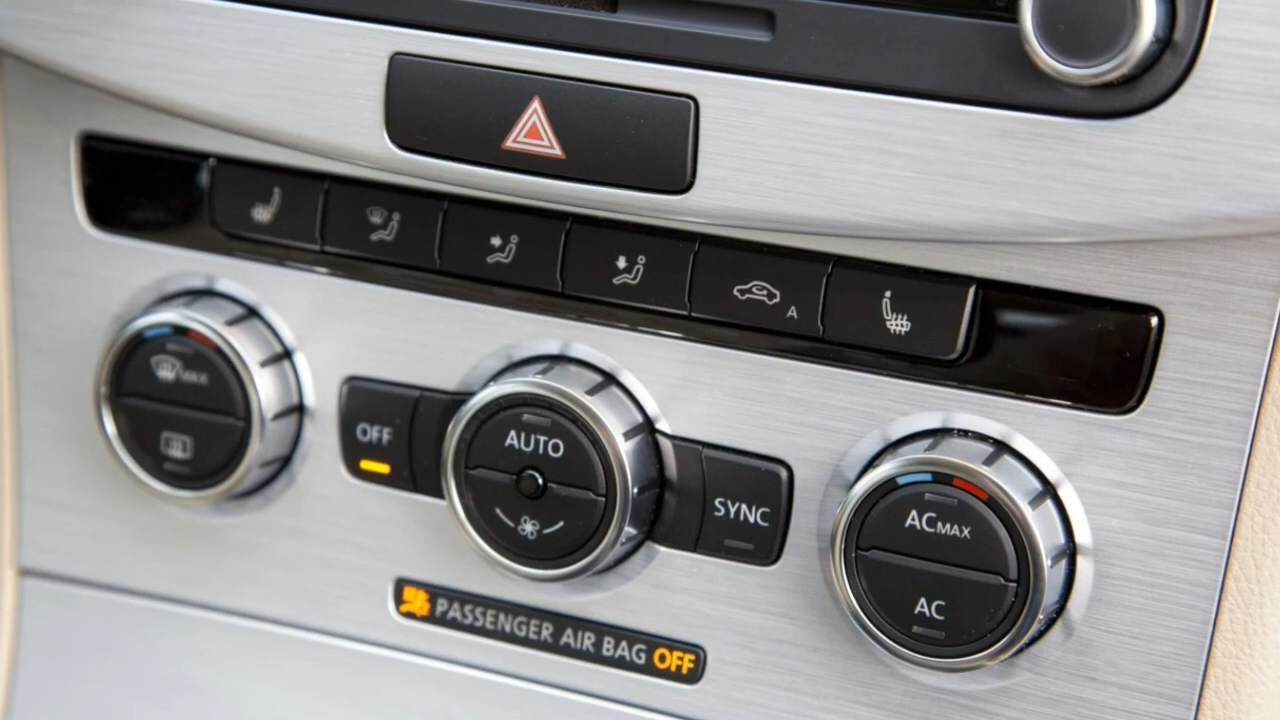 A
MAX
OFF
AUTO
SYNC
ACMAX
AC
PASSENGER AIR BAG OFF